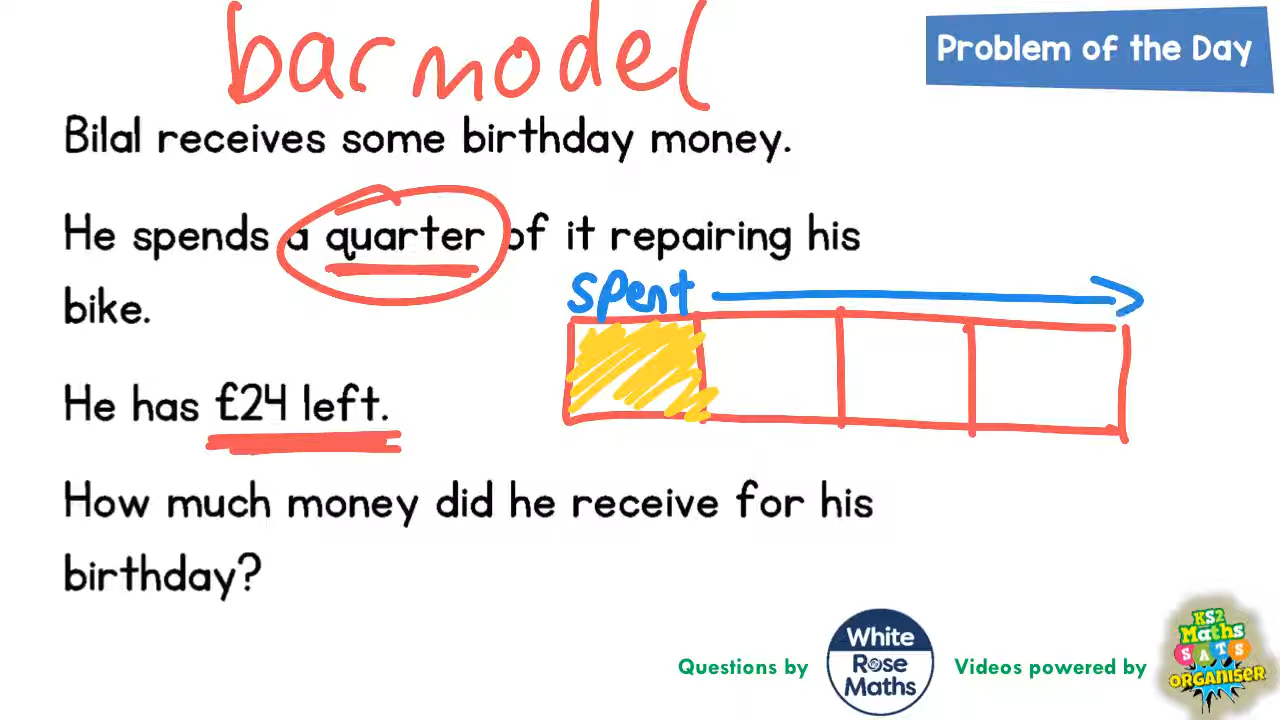 bar model
Problem of the Day
Bilal receives some birthday money.
He spends a quarter of it repairing his
bike.
spent
He has £24 left.
How much money did he receive for his
birthday?
Questions by
White
Rose
Maths
Videos powered by
KS2
Maths
SATS
ORGANISER